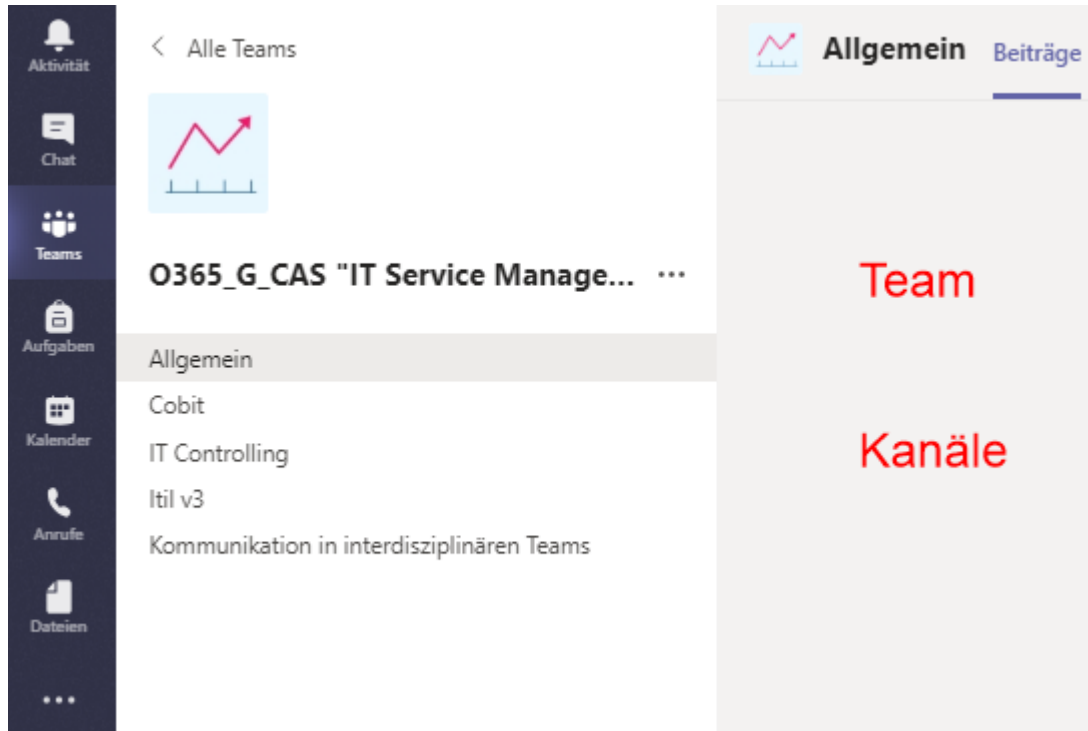 Aktivität
Chat
Teams
Aufgaben
Kalender
Anrufe
Dateien
Alle Teams
O365_G_CAS "IT Service Manage...
Allgemein
Cobit
IT Controlling
Itil v3
Kommunikation in interdisziplinären Teams
Allgemein Beiträge
Team
Kanäle